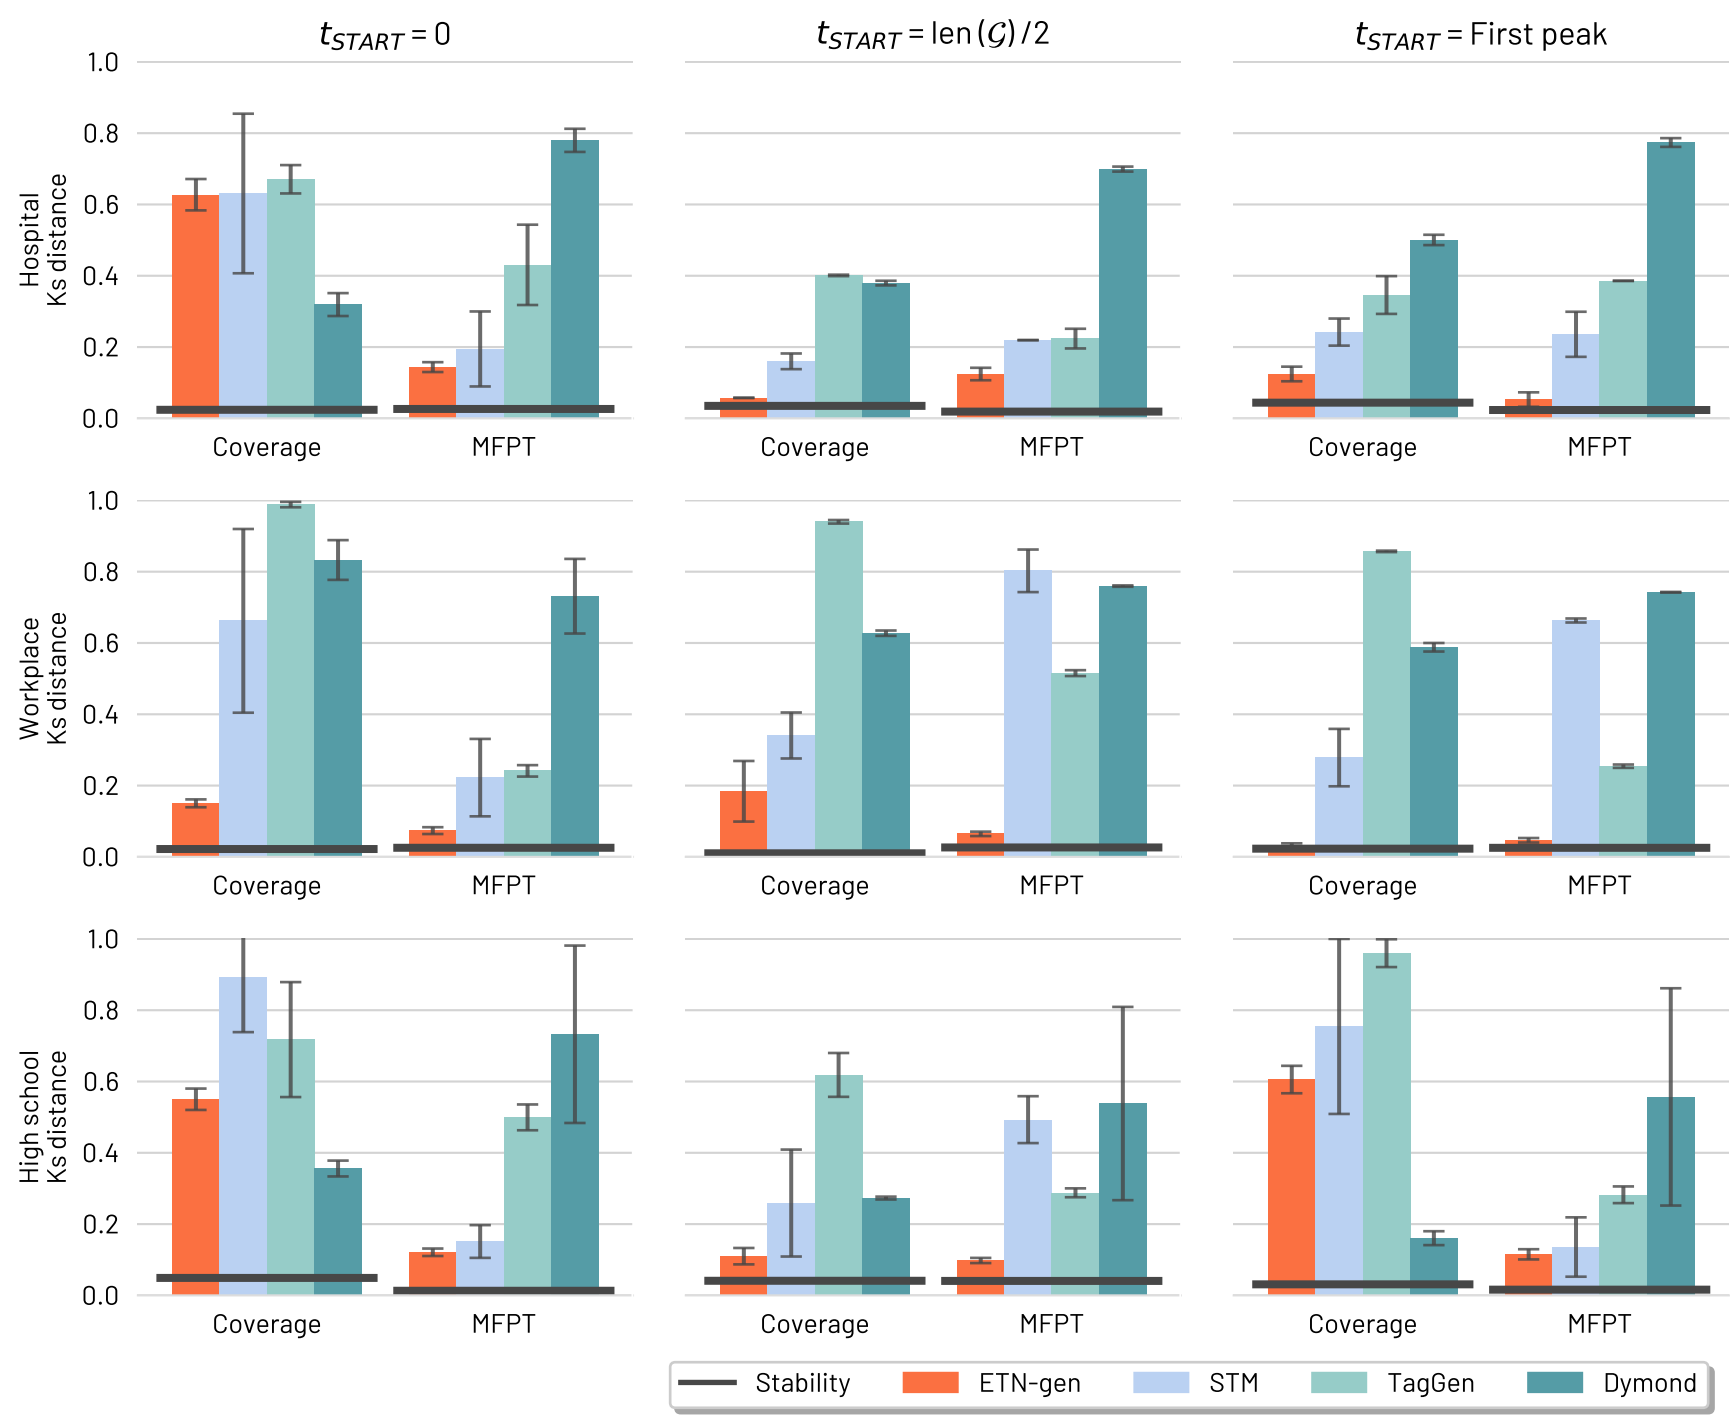 t_START = 0
t_START = len(𝒢)/2
t_START = First peak
Hospital
Ks distance
1.0
0.8
0.6
0.4
0.2
0.0
Coverage MFPT
Coverage MFPT
Coverage MFPT
Workplace
Ks distance
1.0
0.8
0.6
0.4
0.2
0.0
Coverage MFPT
Coverage MFPT
Coverage MFPT
High school
Ks distance
1.0
0.8
0.6
0.4
0.2
0.0
Coverage MFPT
Coverage MFPT
Coverage MFPT
Stability ETN-gen STM TagGen Dymond